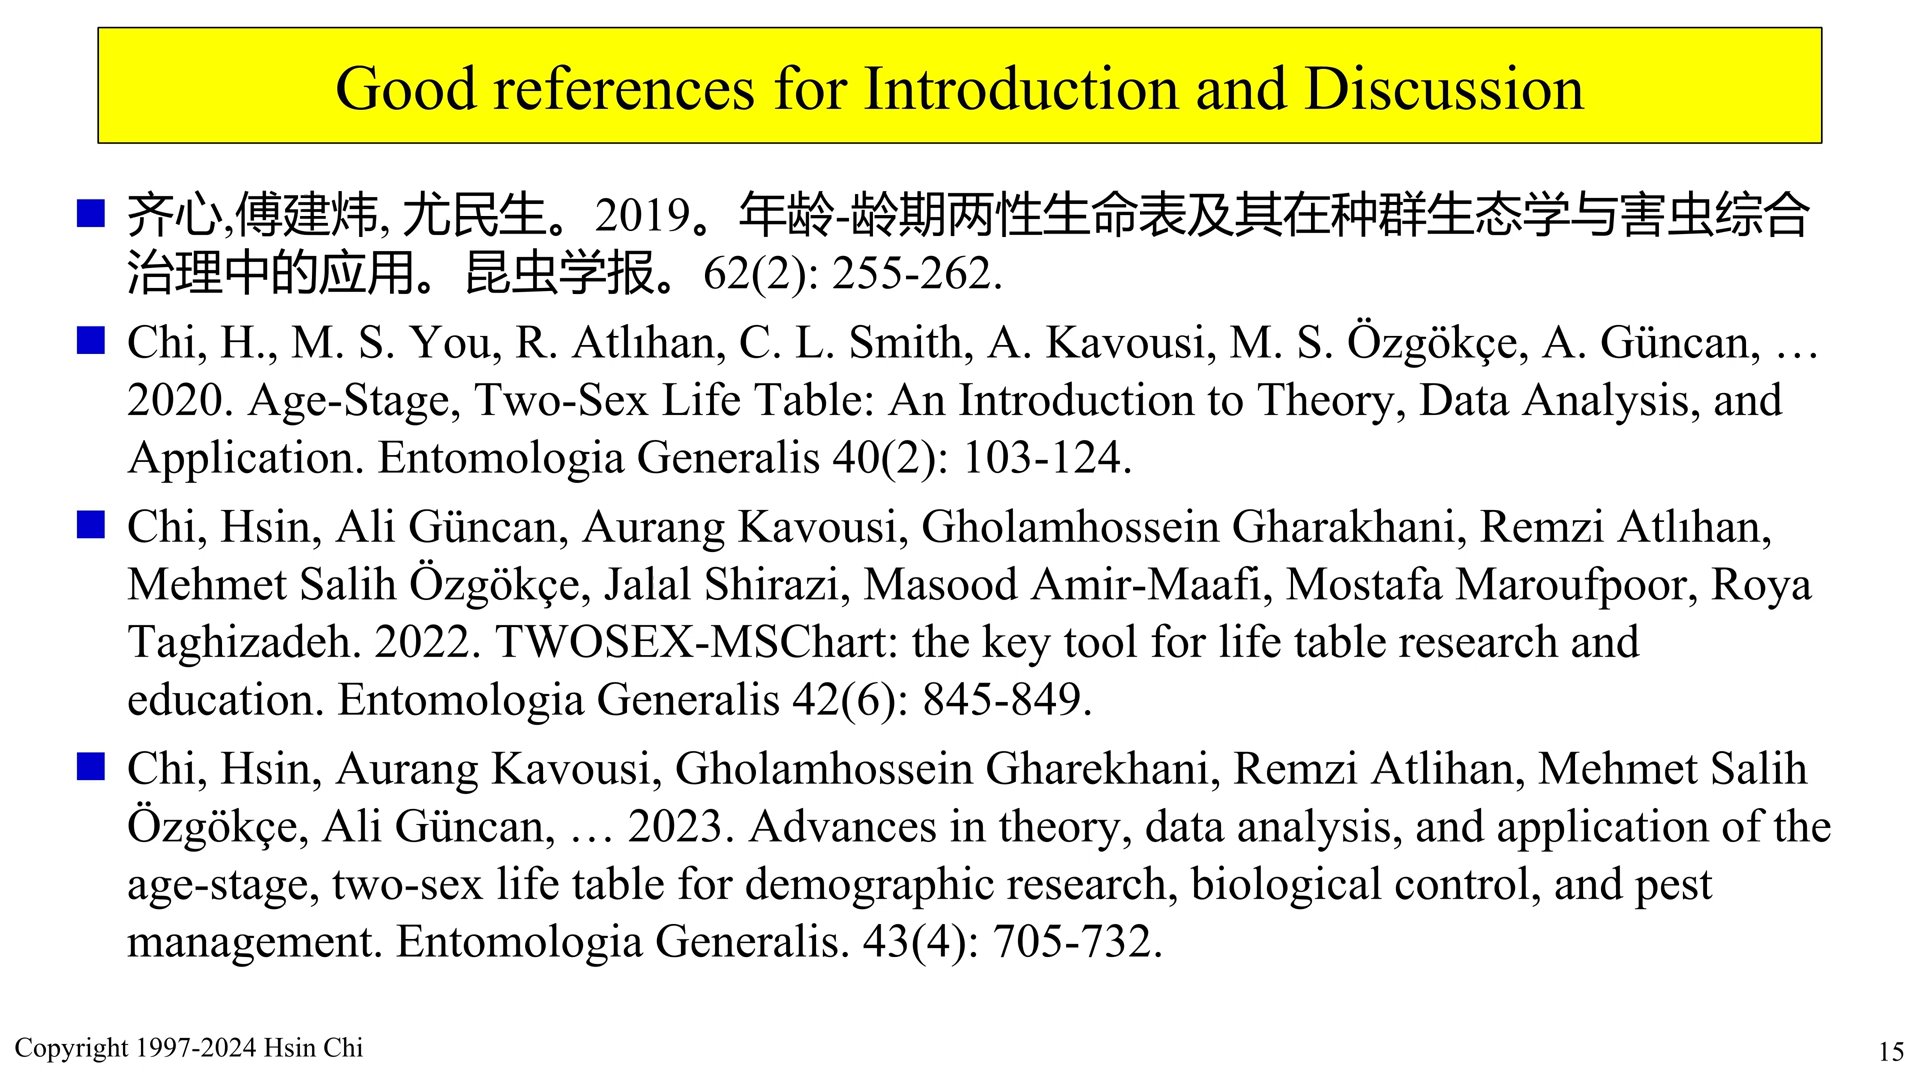 Good references for Introduction and Discussion
齐心,傅建炜, 尤民生。2019。年龄-龄期两性生命表及其在种群生态学与害虫综合
治理中的应用。昆虫学报。62(2): 255-262.
Chi, H., M. S. You, R. Atlıhan, C. L. Smith, A. Kavousi, M. S. Özgökçe, A. Güncan, …
2020. Age-Stage, Two-Sex Life Table: An Introduction to Theory, Data Analysis, and
Application. Entomologia Generalis 40(2): 103-124.
Chi, Hsin, Ali Güncan, Aurang Kavousi, Gholamhossein Gharakhani, Remzi Atlıhan,
Mehmet Salih Özgökçe, Jalal Shirazi, Masood Amir-Maafi, Mostafa Maroufpoor, Roya
Taghizadeh. 2022. TWOSEX-MSChart: the key tool for life table research and
education. Entomologia Generalis 42(6): 845-849.
Chi, Hsin, Aurang Kavousi, Gholamhossein Gharekhani, Remzi Atlihan, Mehmet Salih
Özgökçe, Ali Güncan, … 2023. Advances in theory, data analysis, and application of the
age-stage, two-sex life table for demographic research, biological control, and pest
management. Entomologia Generalis. 43(4): 705-732.
Copyright 1997-2024 Hsin Chi
15